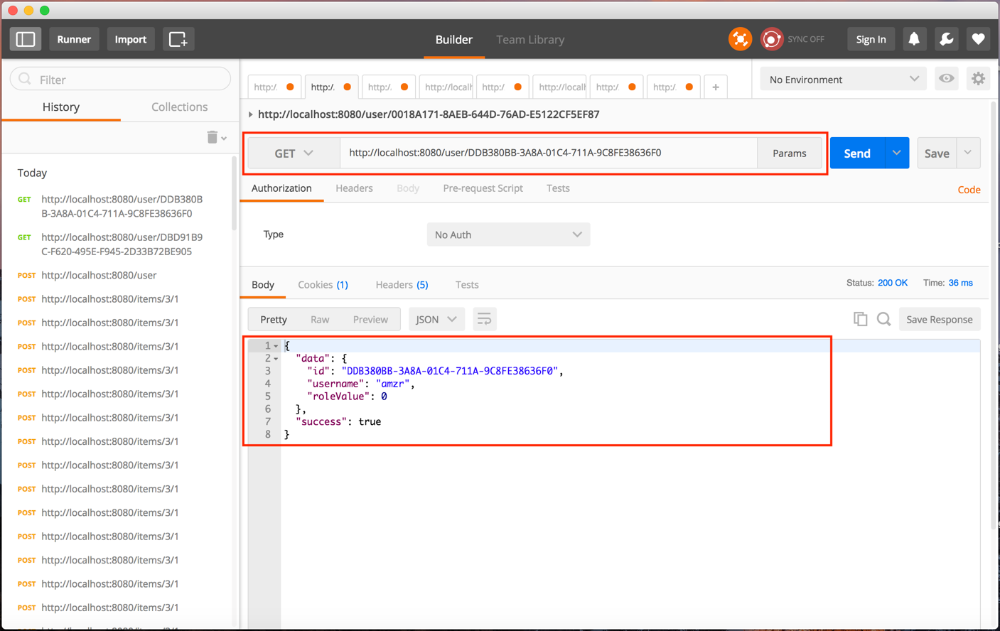 Runner
Import
Builder
Team Library
SYNC OFF
Sign In
Filter
History
Collections
Today
GET http://localhost:8080/user/DDB380B
B-3A8A-01C4-711A-9C8FE38636F0
GET http://localhost:8080/user/DBD91B9
C-F620-495E-F945-2D33B72BE905
POST http://localhost:8080/user
POST http://localhost:8080/items/3/1
POST http://localhost:8080/items/3/1
POST http://localhost:8080/items/3/1
POST http://localhost:8080/items/3/1
POST http://localhost:8080/items/3/1
POST http://localhost:8080/items/3/1
POST http://localhost:8080/items/3/1
POST http://localhost:8080/items/3/1
POST http://localhost:8080/items/3/1
POST http://localhost:8080/items/3/1
POST http://localhost:8080/items/3/1
POST http://localhost:8080/items/3/1
POST http://localhost:8080/items/3/1
POST http://localhost:8080/items/3/1
http:/. http:/. http:/. http://locall http:/ http://locall http:/. http:/. +
No Environment
http://localhost:8080/user/0018A171-8AEB-644D-76AD-E5122CF5EF87
GET http://localhost:8080/user/DDB380BB-3A8A-01C4-711A-9C8FE38636F0 Params Send Save
Authorization Headers Body Pre-request Script Tests Code
Type No Auth
Body Cookies (1) Headers (5) Tests Status: 200 OK Time: 36 ms
Pretty Raw Preview JSON Save Response
1 {
2 "data": {
3 "id": "DDB380BB-3A8A-01C4-711A-9C8FE38636F0",
4 "username": "amzr",
5 "roleValue": 0
6 },
7 "success": true
8 }